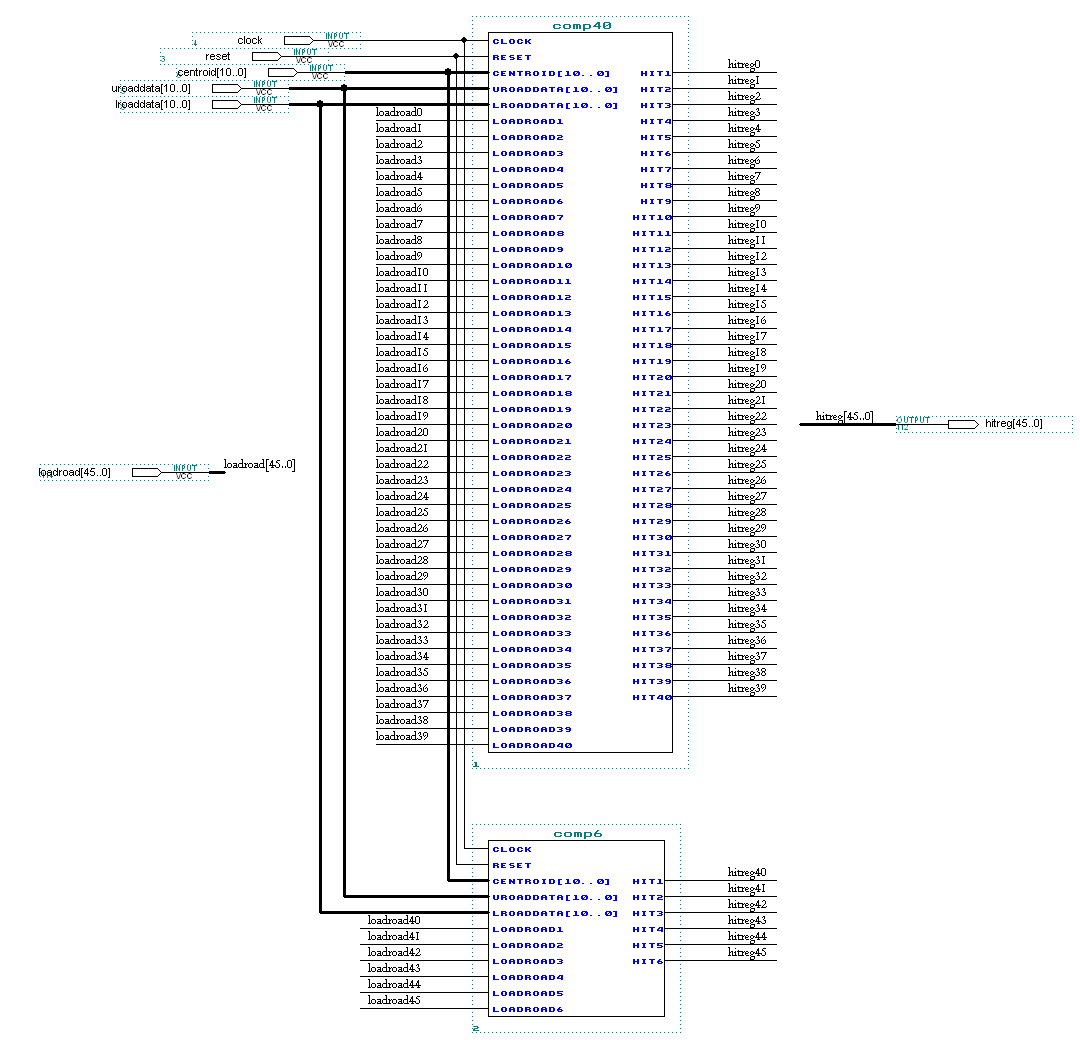 comp40
clock INPUT VCC CLOCK
3 reset INPUT VCC RESET
centroid[10..0] INPUT VCC CENTROID[10..0] HIT1 hitreg0
uroaddata[10..0] INPUT VCC UROADDATA[10..0] HIT2 hitreg1
lroaddata[10..0] INPUT VCC LROADDATA[10..0] HIT3 hitreg2
loadroad0 LOADROAD1 HIT4 hitreg3
loadroad1 LOADROAD2 HIT5 hitreg4
loadroad2 LOADROAD3 HIT6 hitreg5
loadroad3 LOADROAD4 HIT7 hitreg6
loadroad4 LOADROAD5 HIT8 hitreg7
loadroad5 LOADROAD6 HIT9 hitreg8
loadroad6 LOADROAD7 HIT10 hitreg9
loadroad7 LOADROAD8 HIT11 hitreg10
loadroad8 LOADROAD9 HIT12 hitreg11
loadroad9 LOADROAD10 HIT13 hitreg12
loadroad10 LOADROAD11 HIT14 hitreg13
loadroad11 LOADROAD12 HIT15 hitreg14
loadroad12 LOADROAD13 HIT16 hitreg15
loadroad13 LOADROAD14 HIT17 hitreg16
loadroad14 LOADROAD15 HIT18 hitreg17
loadroad15 LOADROAD16 HIT19 hitreg18
loadroad16 LOADROAD17 HIT20 hitreg19
loadroad17 LOADROAD18 HIT21 hitreg20
loadroad18 LOADROAD19 HIT22 hitreg21
loadroad19 LOADROAD20 HIT23 hitreg22 hitreg[45..0] OUTPUT hitreg[45..0]
loadroad20 LOADROAD21 HIT24 hitreg23
loadroad21 LOADROAD22 HIT25 hitreg24
loadroad[45..0] INPUT VCC loadroad[45..0] loadroad22 LOADROAD23 HIT26 hitreg25
loadroad23 LOADROAD24 HIT27 hitreg26
loadroad24 LOADROAD25 HIT28 hitreg27
loadroad25 LOADROAD26 HIT29 hitreg28
loadroad26 LOADROAD27 HIT30 hitreg29
loadroad27 LOADROAD28 HIT31 hitreg30
loadroad28 LOADROAD29 HIT32 hitreg31
loadroad29 LOADROAD30 HIT33 hitreg32
loadroad30 LOADROAD31 HIT34 hitreg33
loadroad31 LOADROAD32 HIT35 hitreg34
loadroad32 LOADROAD33 HIT36 hitreg35
loadroad33 LOADROAD34 HIT37 hitreg36
loadroad34 LOADROAD35 HIT38 hitreg37
loadroad35 LOADROAD36 HIT39 hitreg38
loadroad36 LOADROAD37 HIT40 hitreg39
loadroad37 LOADROAD38
loadroad38 LOADROAD39
loadroad39 LOADROAD40
1
comp6
CLOCK
RESET
CENTROID[10..0] HIT1 hitreg40
UROADDATA[10..0] HIT2 hitreg41
LROADDATA[10..0] HIT3 hitreg42
loadroad40 LOADROAD1 HIT4 hitreg43
loadroad41 LOADROAD2 HIT5 hitreg44
loadroad42 LOADROAD3 HIT6 hitreg45
loadroad43 LOADROAD4
loadroad44 LOADROAD5
loadroad45 LOADROAD6
2